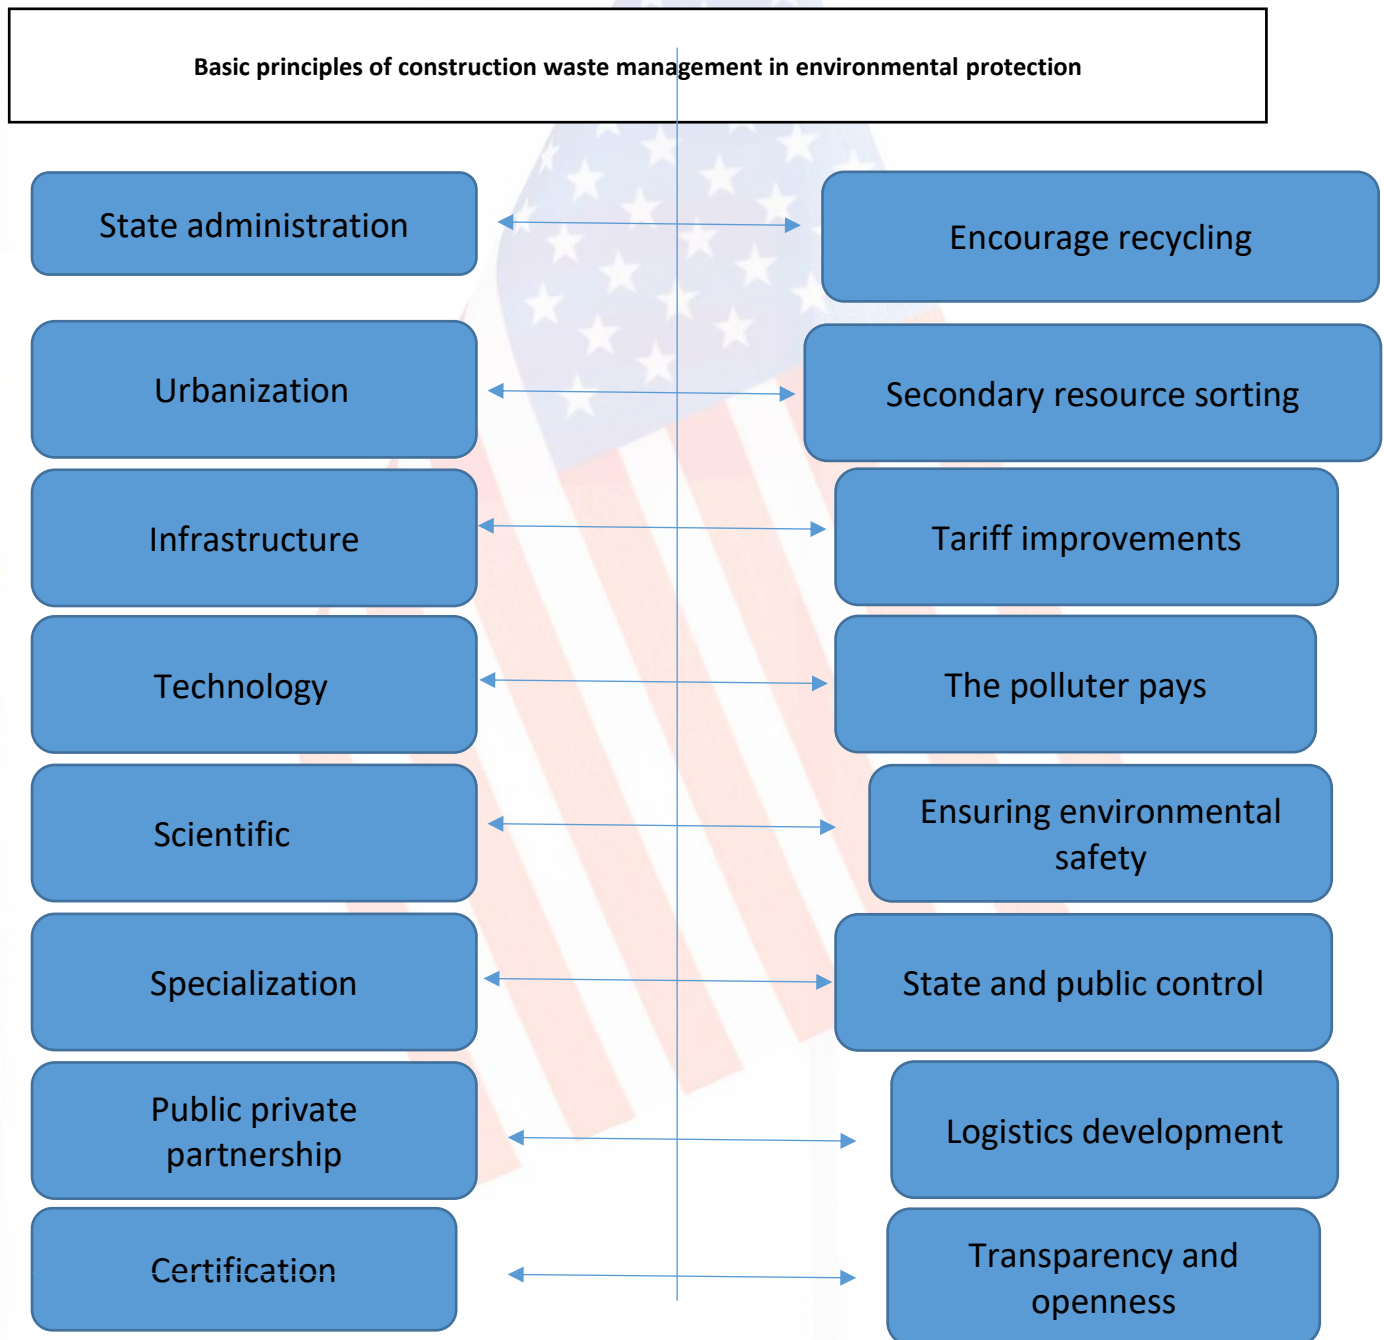 Basic principles of construction waste management in environmental protection
State administration
Encourage recycling
Urbanization
Secondary resource sorting
Infrastructure
Tariff improvements
Technology
The polluter pays
Scientific
Ensuring environmental
safety
Specialization
State and public control
Public private
partnership
Logistics development
Certification
Transparency and
openness